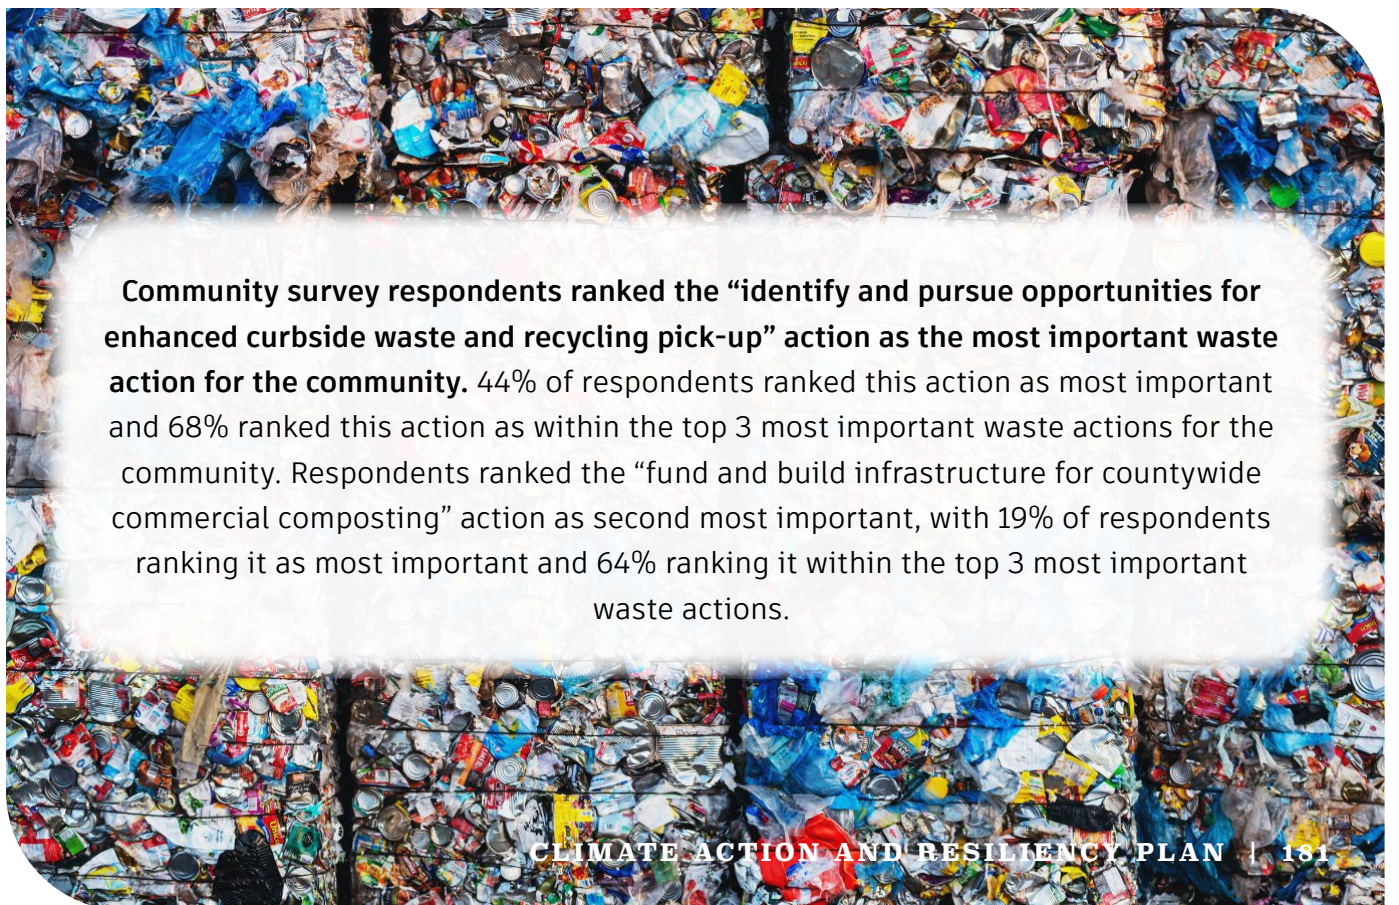 Community survey respondents ranked the “identify and pursue opportunities for
enhanced curbside waste and recycling pick-up” action as the most important waste
action for the community. 44% of respondents ranked this action as most important
and 68% ranked this action as within the top 3 most important waste actions for the
community. Respondents ranked the “fund and build infrastructure for countywide
commercial composting” action as second most important, with 19% of respondents
ranking it as most important and 64% ranking it within the top 3 most important
waste actions.
CLIMATE ACTION AND RESILIENCY PLAN | 181